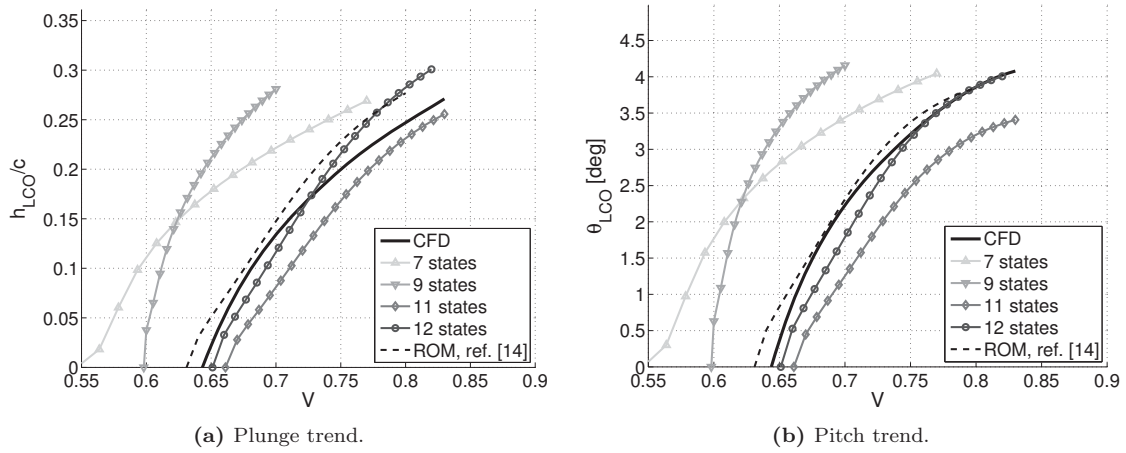 0.35
0.3
0.25
0.2
0.15
0.1
0.05
0
h_LCO/c
0.55 0.6 0.65 0.7 0.75 0.8 0.85 0.9
V
CFD
7 states
9 states
11 states
12 states
ROM, ref. [14]
(a) Plunge trend.
4.5
4
3.5
3
2.5
2
1.5
1
0.5
0
θ_LCO [deg]
0.55 0.6 0.65 0.7 0.75 0.8 0.85 0.9
V
CFD
7 states
9 states
11 states
12 states
ROM, ref. [14]
(b) Pitch trend.